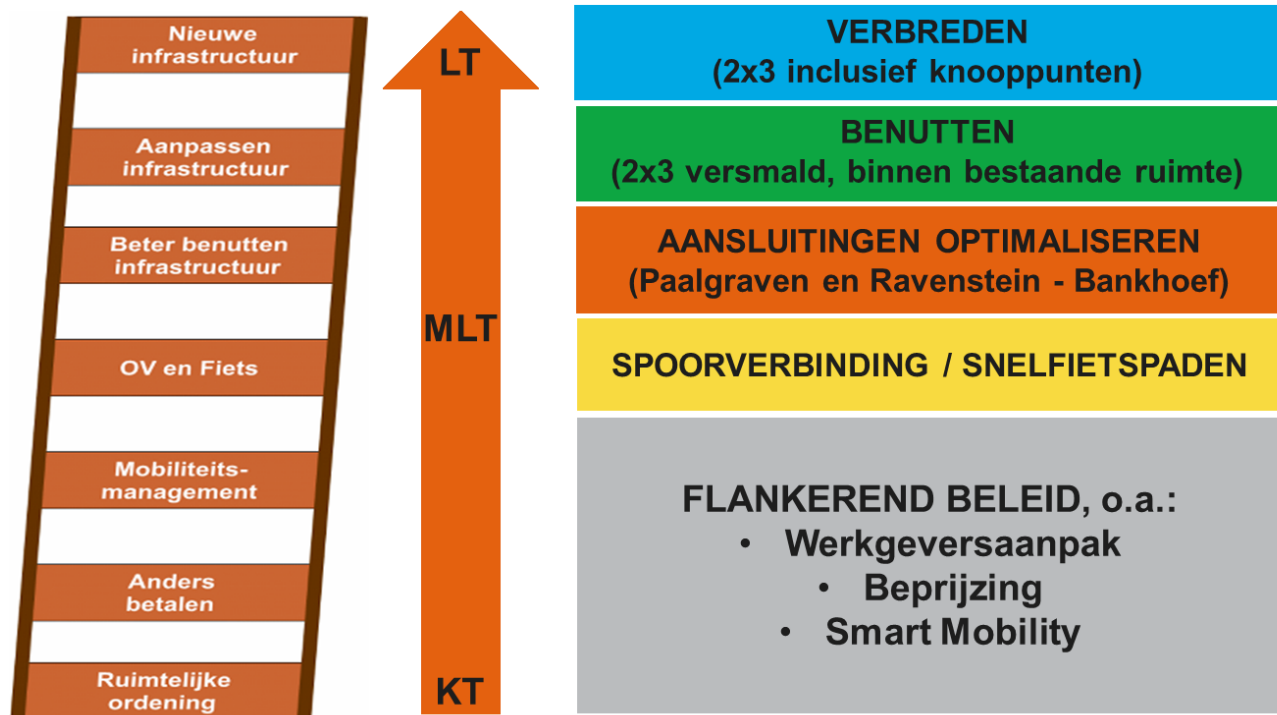 Nieuwe
infrastructuur
Aanpassen
infrastructuur
Beter benutten
infrastructuur
OV en Fiets
Mobiliteits-
management
Anders
betalen
Ruimtelijke
ordening
LT
MLT
KT
VERBREDEN
(2x3 inclusief knooppunten)
BENUTTEN
(2x3 versmald, binnen bestaande ruimte)
AANSLUITINGEN OPTIMALISEREN
(Paalgraven en Ravenstein - Bankhoef)
SPOORVERBINDING / SNELFIETSPADEN
FLANKEREND BELEID, o.a.:
• Werkgeversaanpak
• Beprijzing
• Smart Mobility